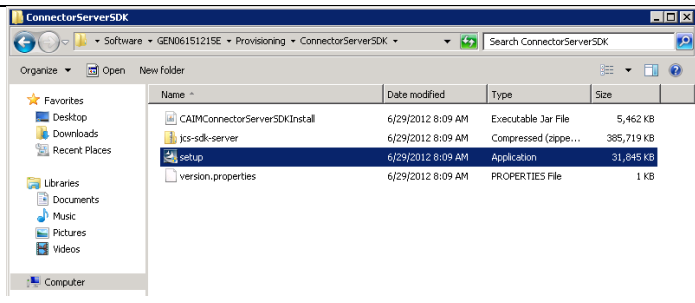 ConnectorServerSDK
Software GEN06151215E Provisioning ConnectorServerSDK Search ConnectorServerSDK
Organize Open New folder
Favorites
Desktop
Downloads
Recent Places
Libraries
Documents
Music
Pictures
Videos
Computer
Name Date modified Type Size
CAIMConnectorServerSDKInstall 6/29/2012 8:09 AM Executable Jar File 5,462 KB
jcs-sdk-server 6/29/2012 8:09 AM Compressed (zippe... 385,719 KB
setup 6/29/2012 8:09 AM Application 31,845 KB
version.properties 6/29/2012 8:09 AM PROPERTIES File 1 KB